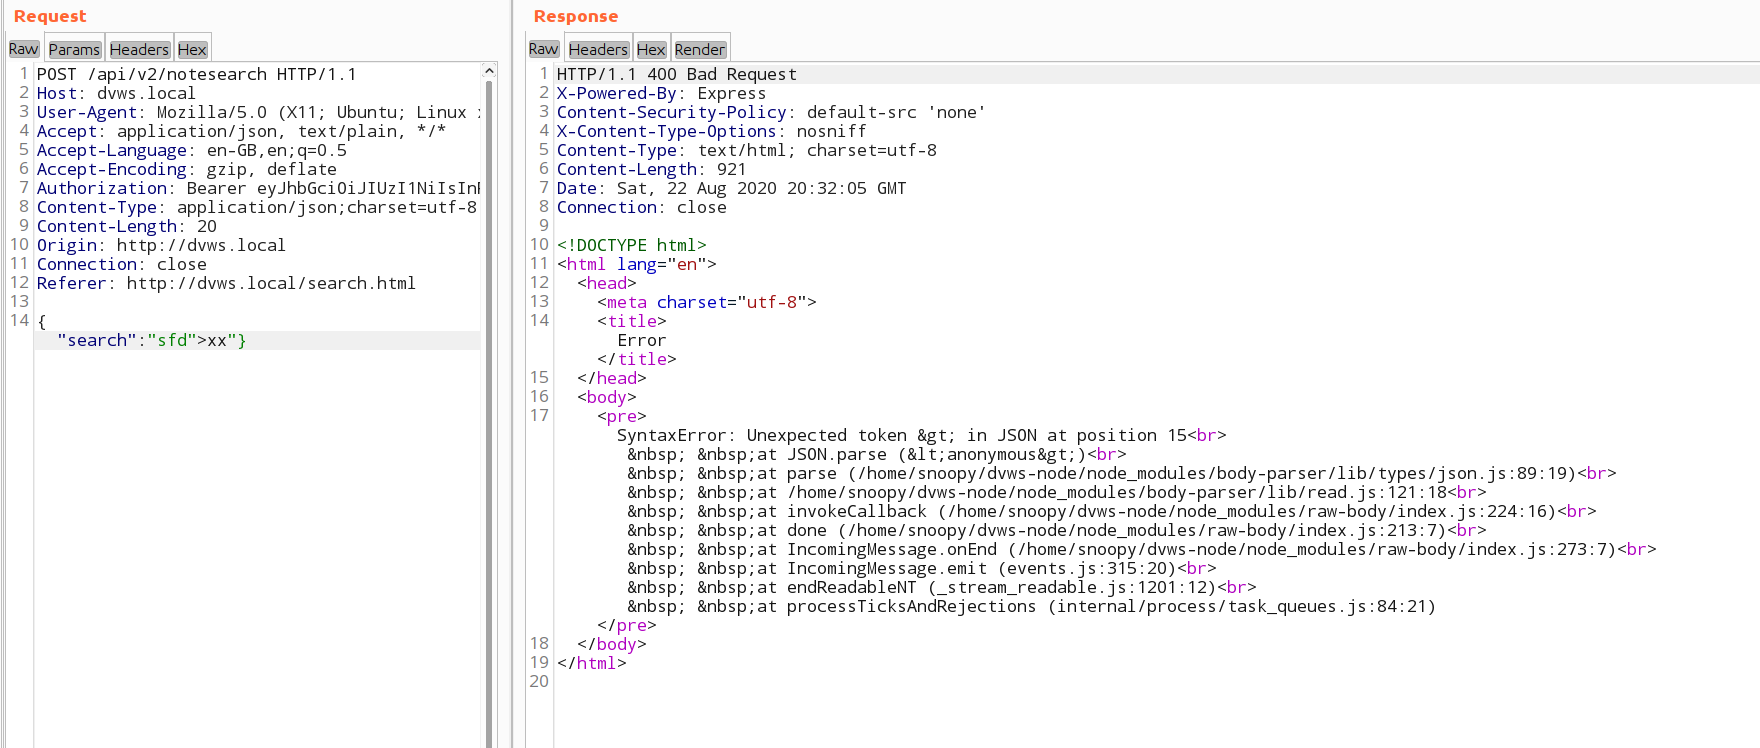 Request
Raw Params Headers Hex
1 POST /api/v2/notesearch HTTP/1.1
2 Host: dvws.local
3 User-Agent: Mozilla/5.0 (X11; Ubuntu; Linux
4 Accept: application/json, text/plain, */*
5 Accept-Language: en-GB,en;q=0.5
6 Accept-Encoding: gzip, deflate
7 Authorization: Bearer eyJhbGciOiJIUzI1NiIsInR
8 Content-Type: application/json;charset=utf-8
9 Content-Length: 20
10 Origin: http://dvws.local
11 Connection: close
12 Referer: http://dvws.local/search.html
13
14 {
"search":"sfd">xx"}
Response
Raw Headers Hex Render
1 HTTP/1.1 400 Bad Request
2 X-Powered-By: Express
3 Content-Security-Policy: default-src 'none'
4 X-Content-Type-Options: nosniff
5 Content-Type: text/html; charset=utf-8
6 Content-Length: 921
7 Date: Sat, 22 Aug 2020 20:32:05 GMT
8 Connection: close
9
10 <!DOCTYPE html>
11 <html lang="en">
12 <head>
13 <meta charset="utf-8">
14 <title>
Error
</title>
15 </head>
16 <body>
17 <pre>
SyntaxError: Unexpected token &gt; in JSON at position 15<br>
&nbsp; &nbsp;at JSON.parse (&lt;anonymous&gt;)<br>
&nbsp; &nbsp;at parse (/home/snoopy/dvws-node/node_modules/body-parser/lib/types/json.js:89:19)<br>
&nbsp; &nbsp;at /home/snoopy/dvws-node/node_modules/body-parser/lib/read.js:121:18<br>
&nbsp; &nbsp;at invokeCallback (/home/snoopy/dvws-node/node_modules/raw-body/index.js:224:16)<br>
&nbsp; &nbsp;at done (/home/snoopy/dvws-node/node_modules/raw-body/index.js:213:7)<br>
&nbsp; &nbsp;at IncomingMessage.onEnd (/home/snoopy/dvws-node/node_modules/raw-body/index.js:273:7)<br>
&nbsp; &nbsp;at IncomingMessage.emit (events.js:315:20)<br>
&nbsp; &nbsp;at endReadableNT (_stream_readable.js:1201:12)<br>
&nbsp; &nbsp;at processTicksAndRejections (internal/process/task_queues.js:84:21)
</pre>
18 </body>
19 </html>
20